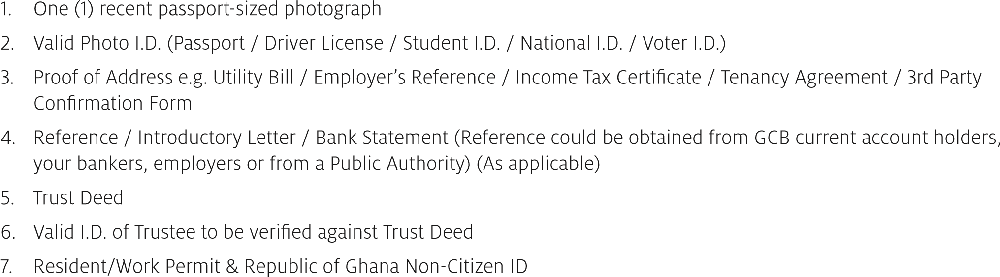 1. One (1) recent passport-sized photograph
2. Valid Photo I.D. (Passport / Driver License / Student I.D. / National I.D. / Voter I.D.)
3. Proof of Address e.g. Utility Bill / Employer’s Reference / Income Tax Certificate / Tenancy Agreement / 3rd Party
Confirmation Form
4. Reference / Introductory Letter / Bank Statement (Reference could be obtained from GCB current account holders,
your bankers, employers or from a Public Authority) (As applicable)
5. Trust Deed
6. Valid I.D. of Trustee to be verified against Trust Deed
7. Resident/Work Permit & Republic of Ghana Non-Citizen ID